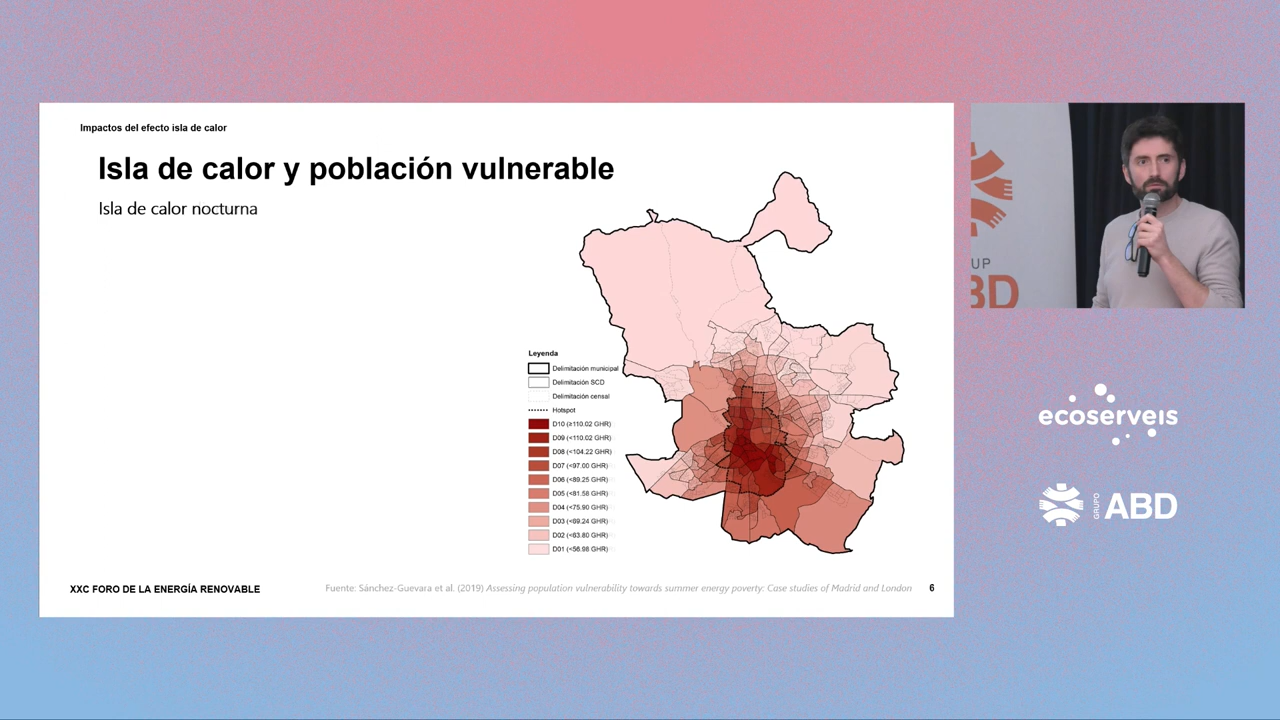 Impactos del efecto isla de calor
Isla de calor y población vulnerable
Isla de calor nocturna
Leyenda
Delimitación municipal
Delimitación SCD
Delimitación censal
Hotspot
D10 (≥110.02 GHR)
D09 (<110.02 GHR)
D08 (<104.22 GHR)
D07 (<97.00 GHR)
D06 (<89.25 GHR)
D05 (<81.58 GHR)
D04 (<75.90 GHR)
D03 (<69.24 GHR)
D02 (<63.80 GHR)
D01 (<56.98 GHR)
XXC FORO DE LA ENERGÍA RENOVABLE
Fuente: Sánchez-Guevara et al. (2019) Assessing population vulnerability towards summer energy poverty: Case studies of Madrid and London
6
UP
BD
ecoserveis
GRUPO ABD